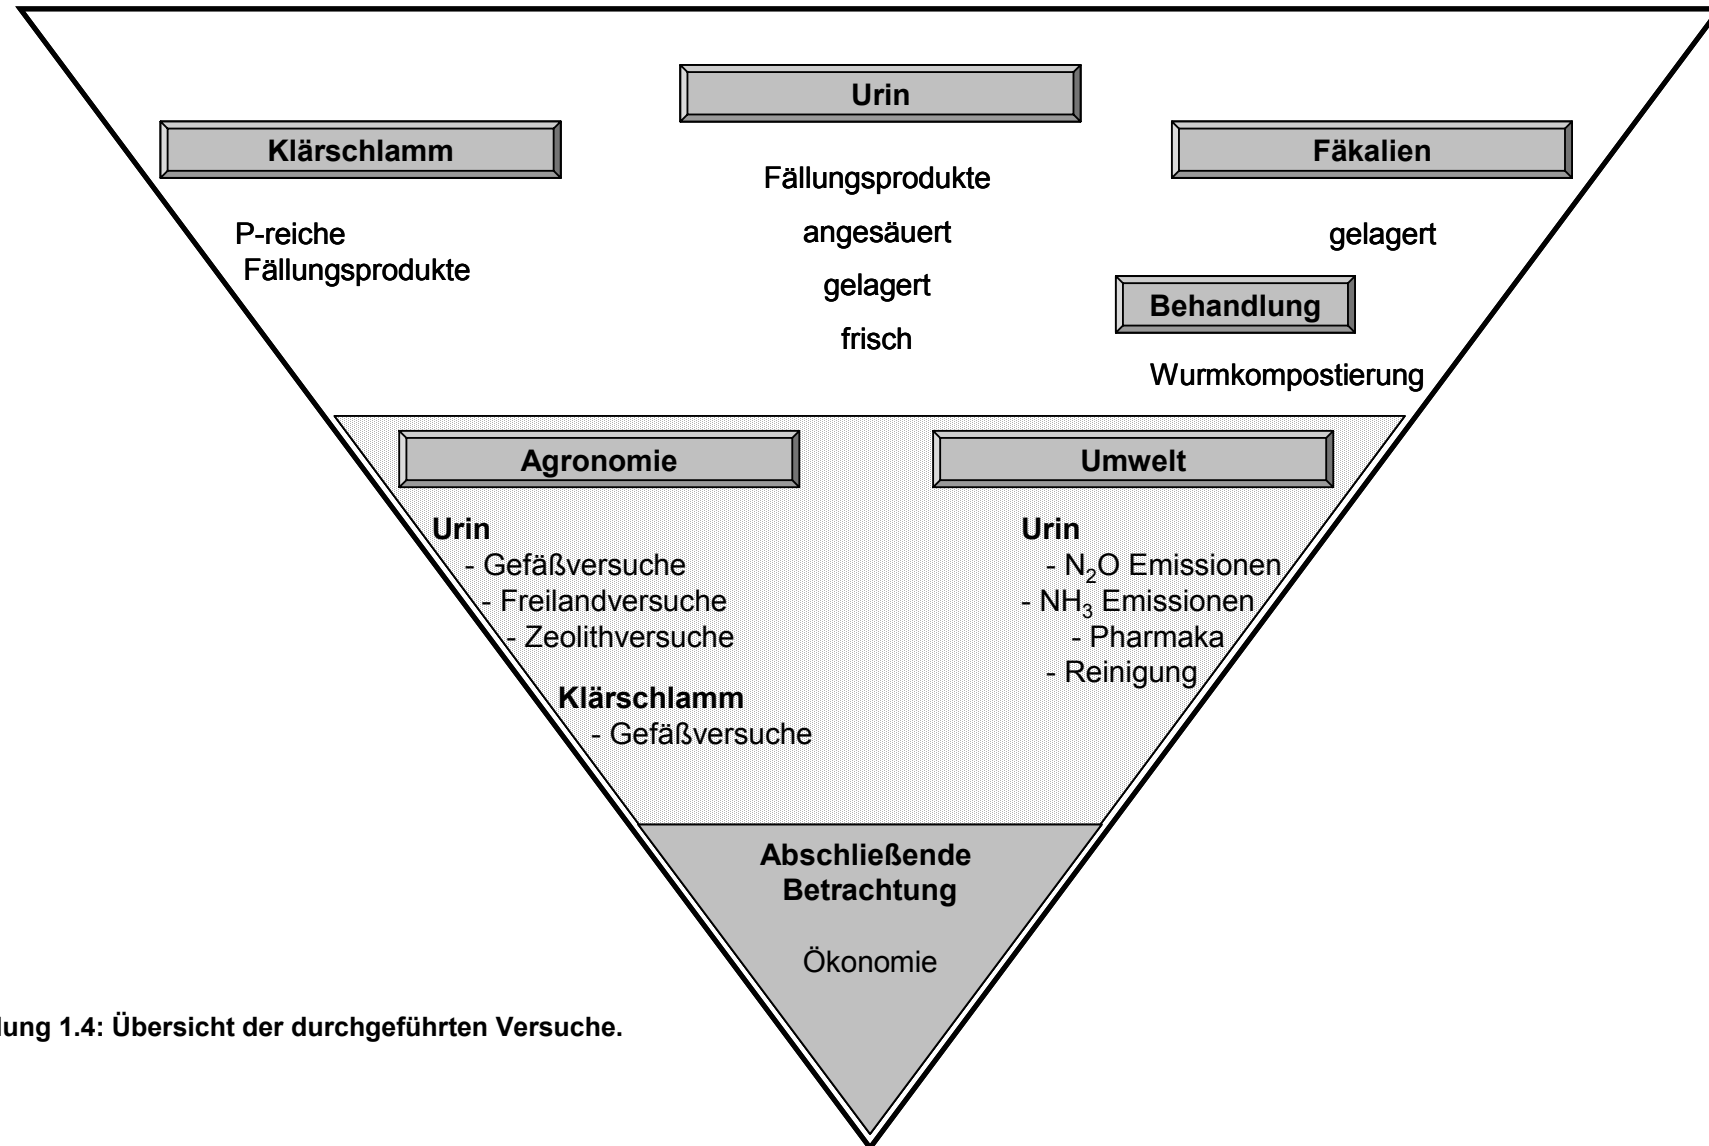 Urin
Klärschlamm
Fäkalien
P-reiche
Fällungsprodukte
Fällungsprodukte
angesäuert
gelagert
frisch
gelagert
Behandlung
Wurmkompostierung
Agronomie
Urin
- Gefäßversuche
- Freilandversuche
- Zeolithversuche
Klärschlamm
- Gefäßversuche
Umwelt
Urin
- N₂O Emissionen
- NH₃ Emissionen
- Pharmaka
- Reinigung
Abschließende
Betrachtung
Ökonomie
lung 1.4: Übersicht der durchgeführten Versuche.